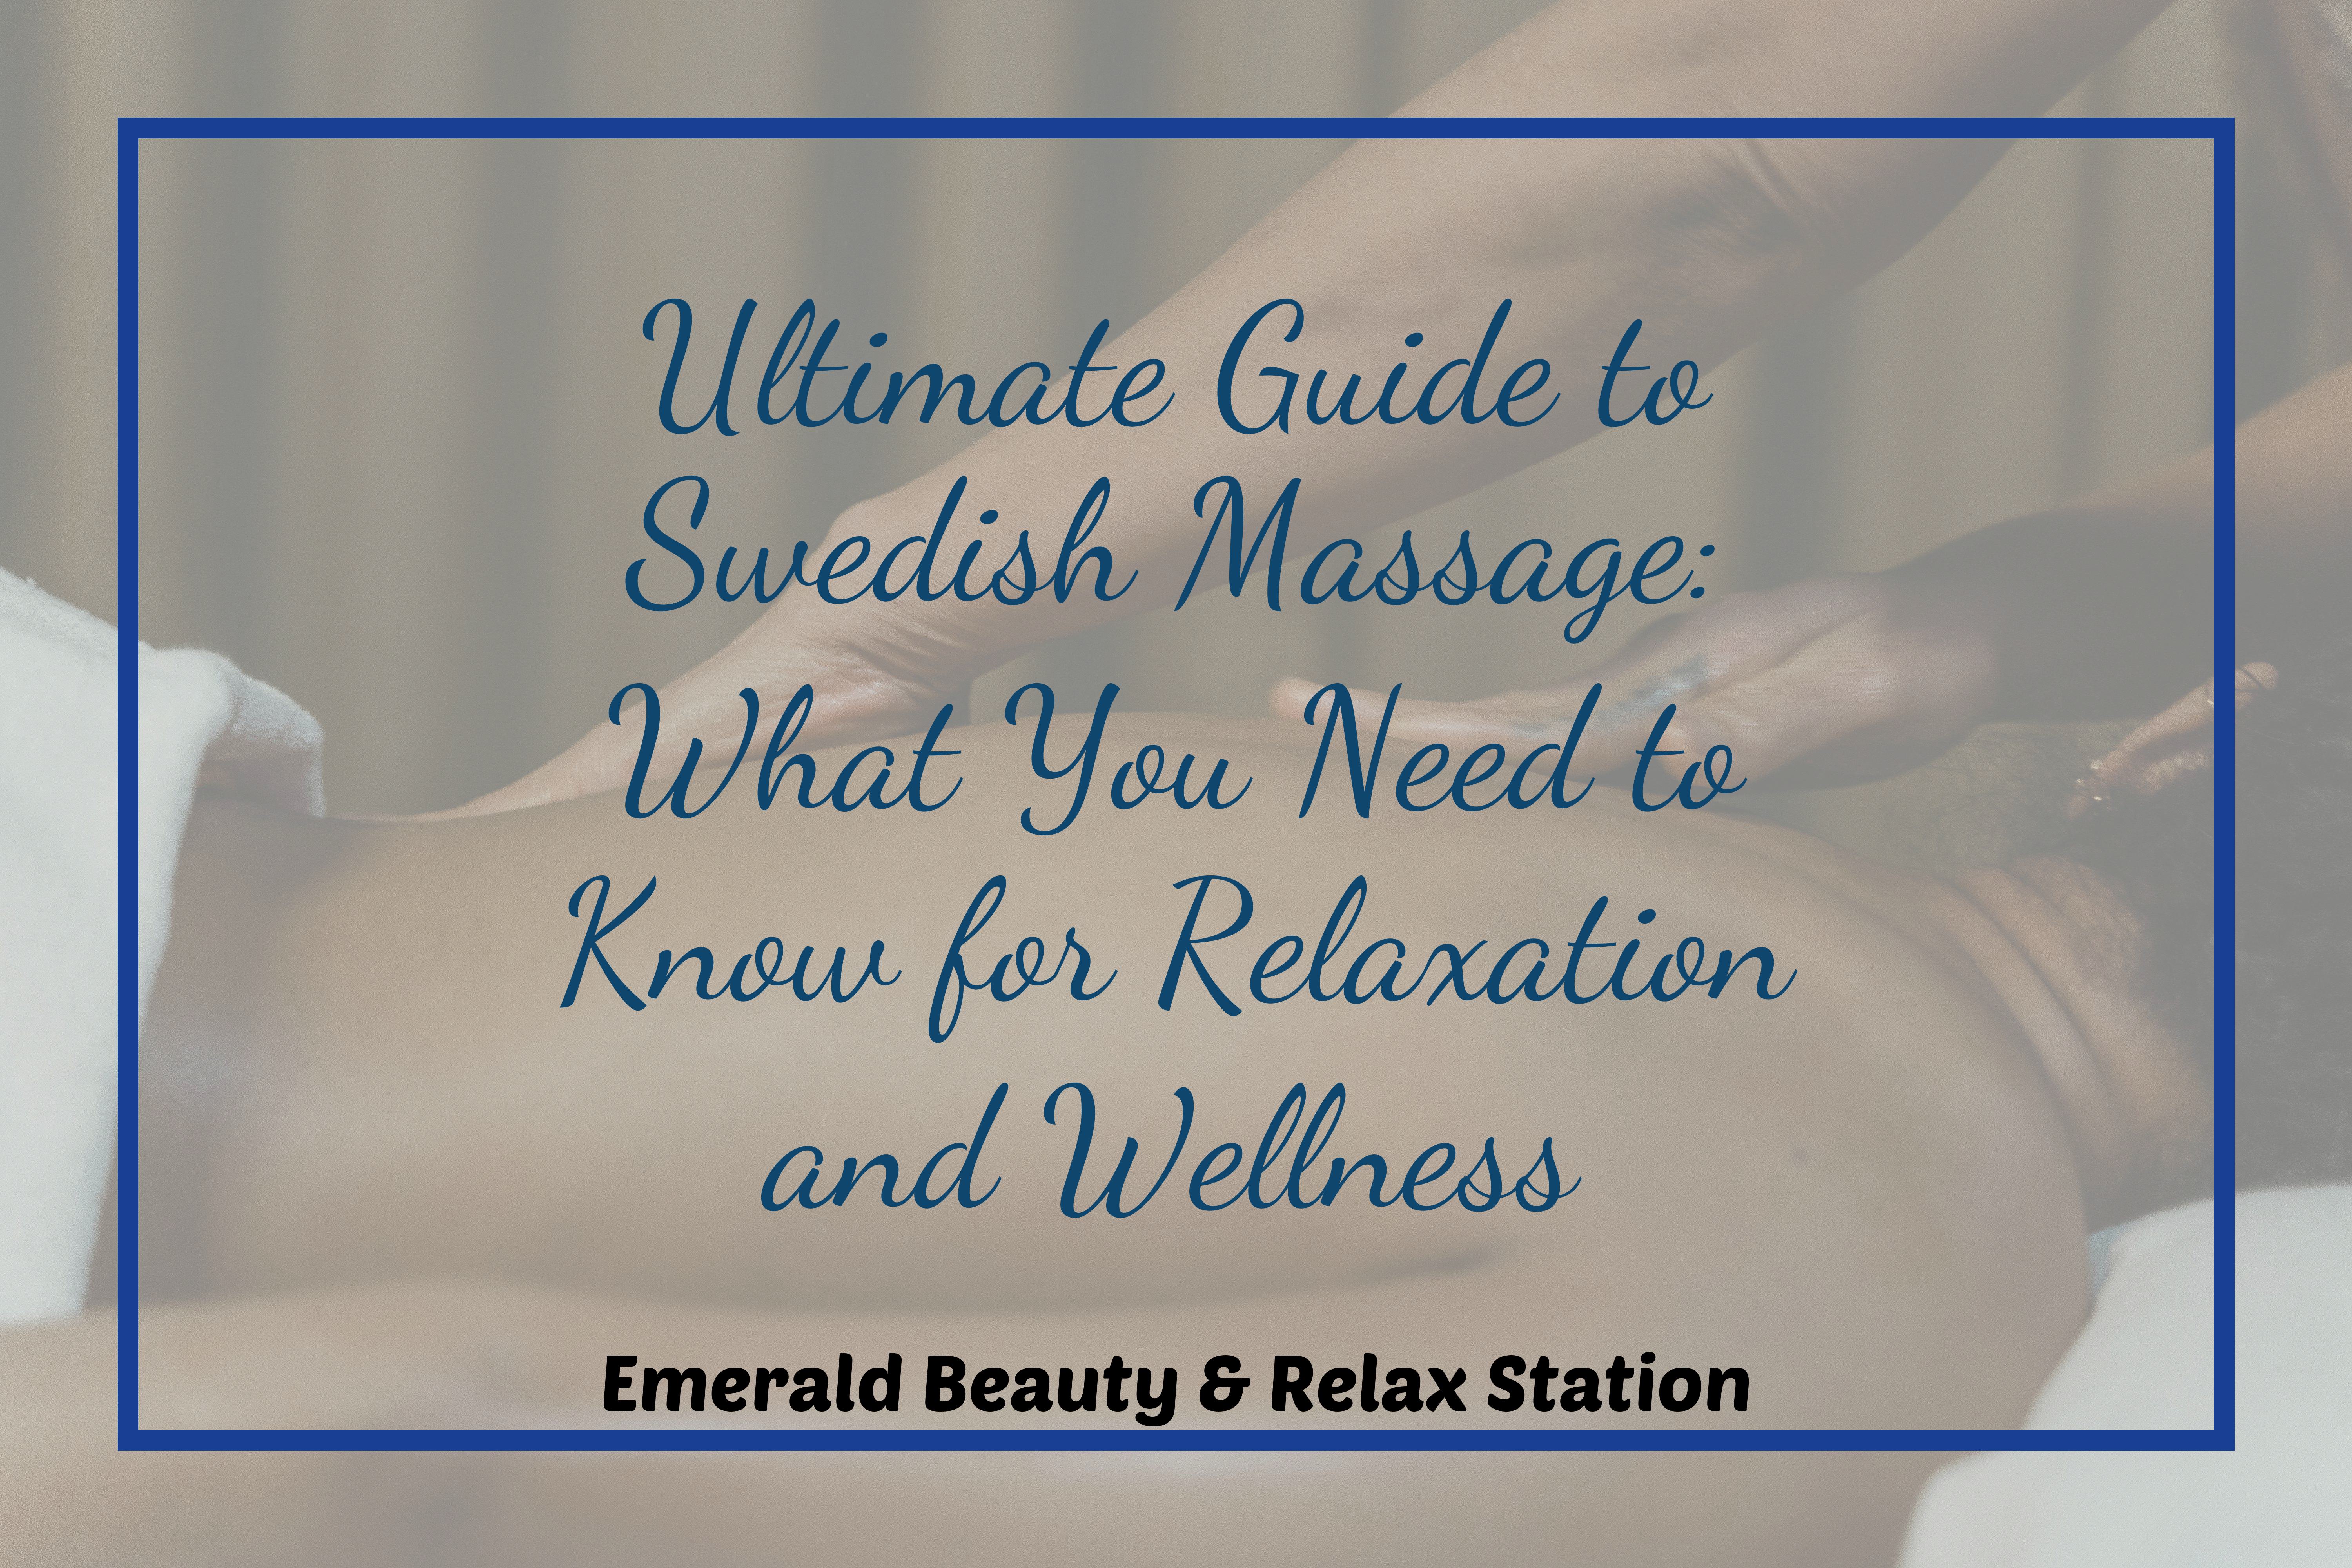 Ultimate Guide to
Swedish Massage:
What You Need to
Know for Relaxation
and Wellness
Emerald Beauty & Relax Station